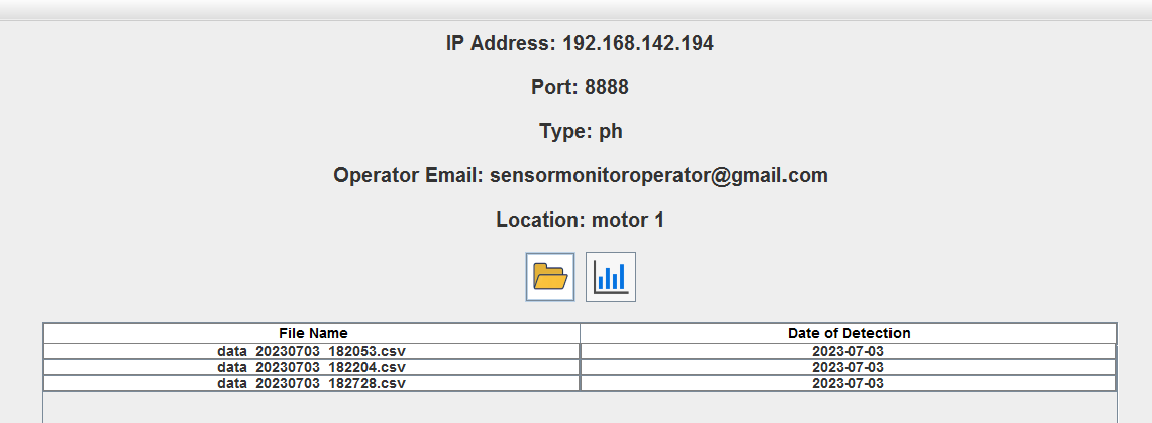 IP Address: 192.168.142.194
Port: 8888
Type: ph
Operator Email: sensormonitoroperator@gmail.com
Location: motor 1
File Name Date of Detection
data_20230703_182053.csv 2023-07-03
data_20230703_182204.csv 2023-07-03
data_20230703_182728.csv 2023-07-03